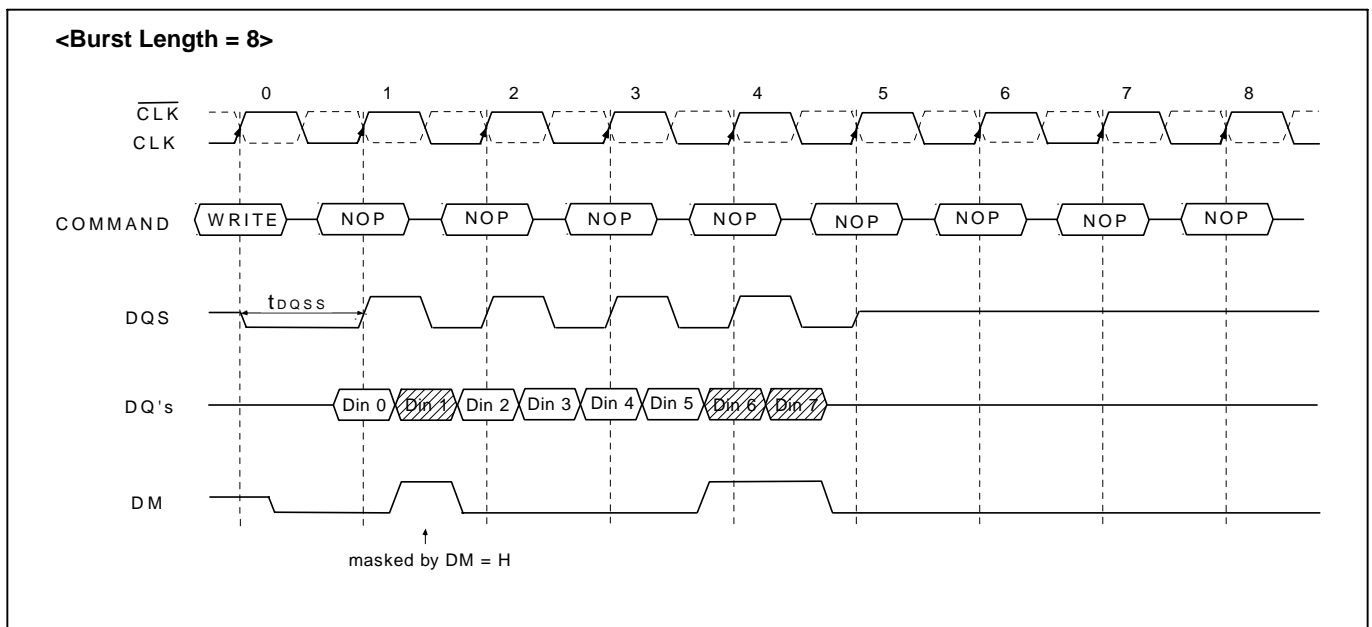 <Burst Length = 8>
0 1 2 3 4 5 6 7 8
CLK
CLK
COMMAND WRITE NOP NOP NOP NOP NOP NOP NOP NOP
tDQSS
DQS
DQ's Din 0 Din 1 Din 2 Din 3 Din 4 Din 5 Din 6 Din 7
DM
masked by DM = H